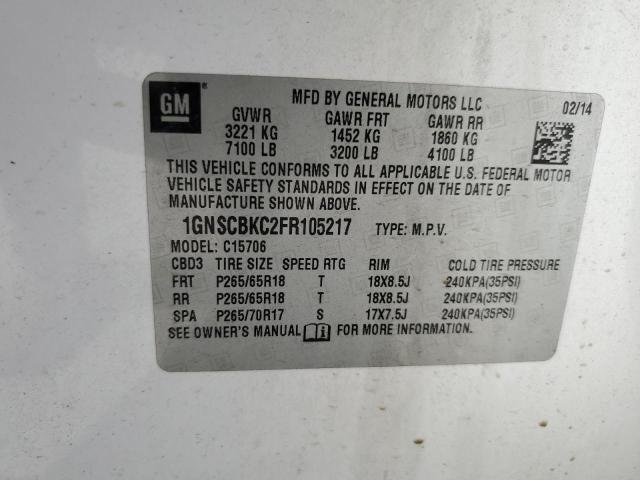 GM ®
MFD BY GENERAL MOTORS LLC 02/14
GVWR GAWR FRT GAWR RR
3221 KG 1452 KG 1860 KG
7100 LB 3200 LB 4100 LB
THIS VEHICLE CONFORMS TO ALL APPLICABLE U.S. FEDERAL MOTOR
VEHICLE SAFETY STANDARDS IN EFFECT ON THE DATE OF
MANUFACTURE SHOWN ABOVE.
1GNSCBKC2FR105217 TYPE: M.P.V.
MODEL: C15706
CBD3 TIRE SIZE SPEED RTG RIM COLD TIRE PRESSURE
FRT P265/65R18 T 18X8.5J 240KPA(35PSI)
RR P265/65R18 T 18X8.5J 240KPA(35PSI)
SPA P265/70R17 S 17X7.5J 240KPA(35PSI)
SEE OWNER'S MANUAL FOR MORE INFORMATION